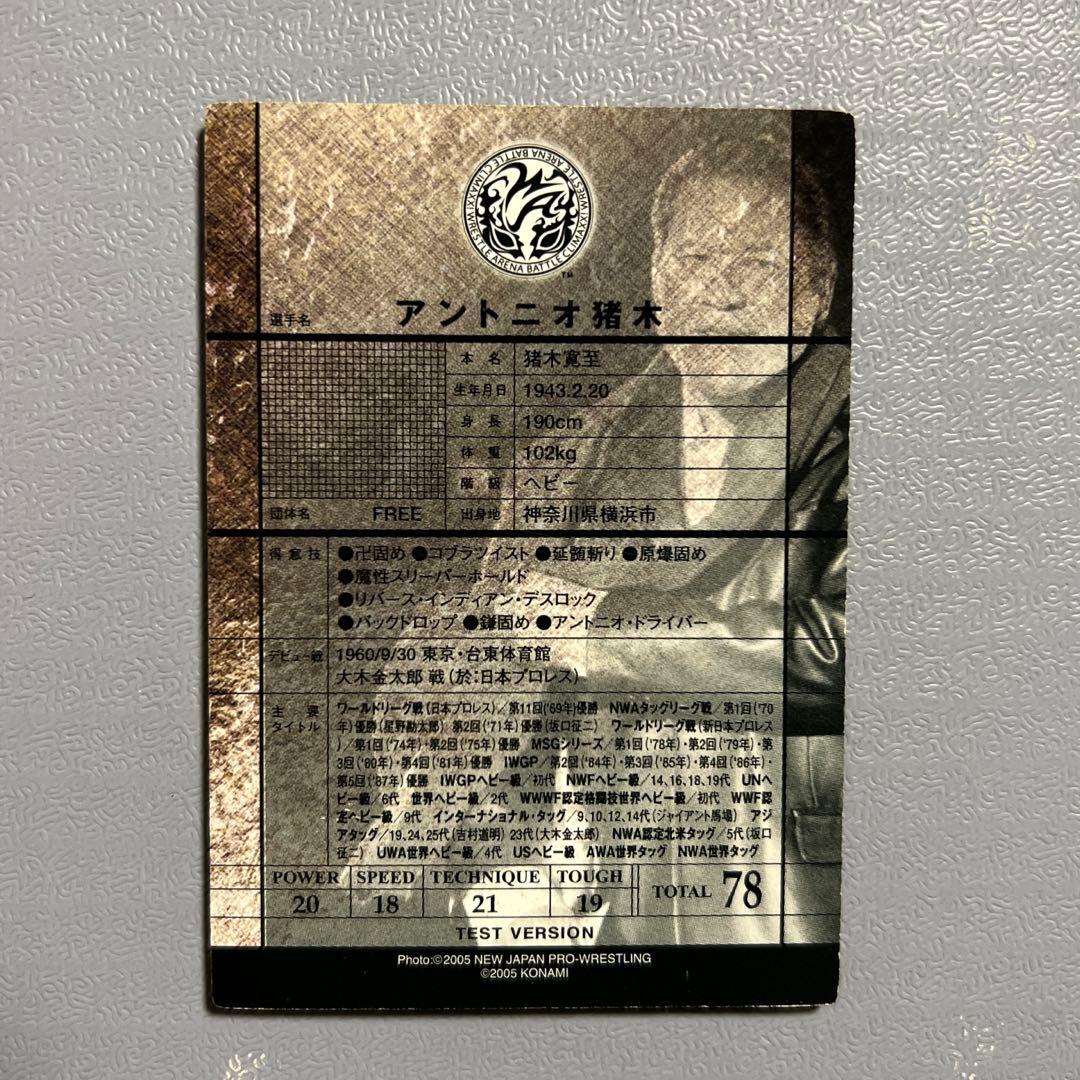 WRESTLE ARENA BATTLE CLIMAXX! WRESTLE ARENA BATTLE CLIMAXX!
TM
選手名 アントニオ猪木
本名 猪木寛至
生年月日 1943.2.20
身長 190cm
体重 102kg
階級 ヘビー
団体名 FREE 出身地 神奈川県横浜市
得意技 ●卍固め ●コブラツイスト ●延髄斬り ●原爆固め
●魔性スリーパーホールド
●リバース・インディアン・デスロック
●バックドロップ ●鎌固め ●アントニオ・ドライバー
デビュー戦 1960/9/30 東京・台東体育館
大木金太郎 戦(於:日本プロレス)
主要タイトル ワールドリーグ戦(日本プロレス)/第11回('69年)優勝 NWAタッグリーグ戦/第1回('70
年)優勝(星野勘太郎) 第2回('71年)優勝(坂口征二) ワールドリーグ戦(新日本プロレス
)/第1回('74年)・第2回('75年)優勝 MSGシリーズ/第1回('78年)・第2回('79年)・第
3回('80年)・第4回('81年)優勝 IWGP/第2回('84年)・第3回('85年)・第4回('86年)・
第5回('87年)優勝 IWGPヘビー級/初代 NWFヘビー級/14,16,18,19代 UNヘ
ビー級/6代 世界ヘビー級/2代 WWWF認定格闘技世界ヘビー級/初代 WWF認
定ヘビー級/9代 インターナショナル・タッグ/9,10,12,14代(ジャイアント馬場) アジ
アタッグ/19,24,25代(吉村道明) 23代(大木金太郎) NWA認定北米タッグ/5代(坂口
征二) UWA世界ヘビー級/4代 USヘビー級 AWA世界タッグ NWA世界タッグ
POWER SPEED TECHNIQUE TOUGH TOTAL 78
20 18 21 19
TEST VERSION
Photo:©2005 NEW JAPAN PRO-WRESTLING
©2005 KONAMI